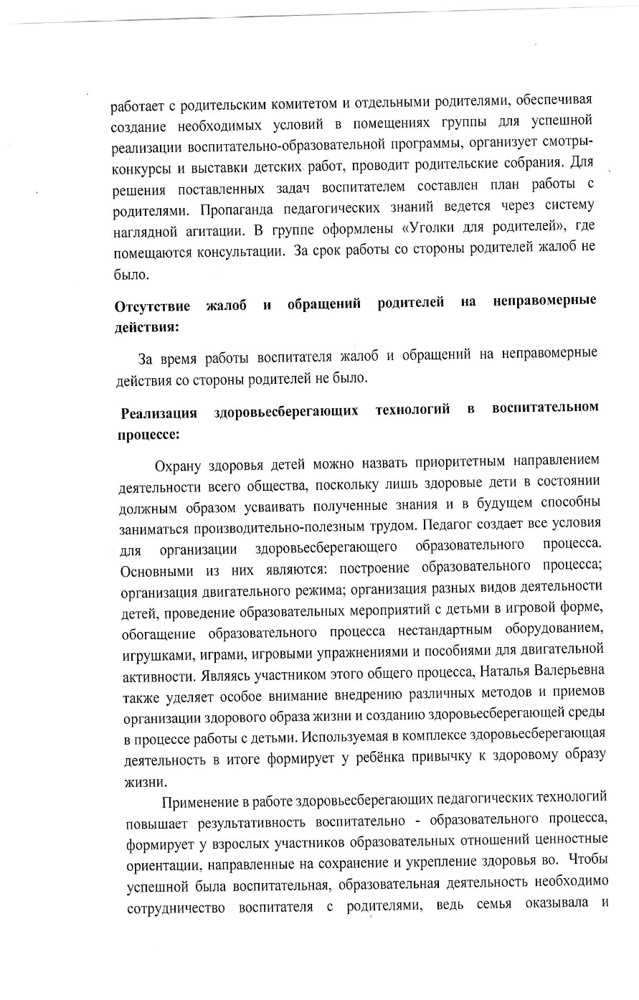 работает с родительским комитетом и отдельными родителями, обеспечивая
создание необходимых условий в помещениях группы для успешной
реализации воспитательно-образовательной программы, организует смотры-
конкурсы и выставки детских работ, проводит родительские собрания. Для
решения поставленных задач воспитателем составлен план работы с
родителями. Пропаганда педагогических знаний ведется через систему
наглядной агитации. В группе оформлены «Уголки для родителей», где
помещаются консультации. За срок работы со стороны родителей жалоб не
было.
Отсутствие жалоб и обращений родителей на неправомерные
действия:
За время работы воспитателя жалоб и обращений на неправомерные
действия со стороны родителей не было.
Реализация здоровьесберегающих технологий в воспитательном
процессе:
Охрану здоровья детей можно назвать приоритетным направлением
деятельности всего общества, поскольку лишь здоровые дети в состоянии
должным образом усваивать полученные знания и в будущем способны
заниматься производительно-полезным трудом. Педагог создает все условия
для организации здоровьесберегающего образовательного процесса.
Основными из них являются: построение образовательного процесса;
организация двигательного режима; организация разных видов деятельности
детей, проведение образовательных мероприятий с детьми в игровой форме,
обогащение образовательного процесса нестандартным оборудованием,
игрушками, играми, игровыми упражнениями и пособиями для двигательной
активности. Являясь участником этого общего процесса, Наталья Валерьевна
также уделяет особое внимание внедрению различных методов и приемов
организации здорового образа жизни и созданию здоровьесберегающей среды
в процессе работы с детьми. Используемая в комплексе здоровьесберегающая
деятельность в итоге формирует у ребёнка привычку к здоровому образу
жизни.
Применение в работе здоровьесберегающих педагогических технологий
повышает результативность воспитательно - образовательного процесса,
формирует у взрослых участников образовательных отношений ценностные
ориентации, направленные на сохранение и укрепление здоровья во. Чтобы
успешной была воспитательная, образовательная деятельность необходимо
сотрудничество воспитателя с родителями, ведь семья оказывала и